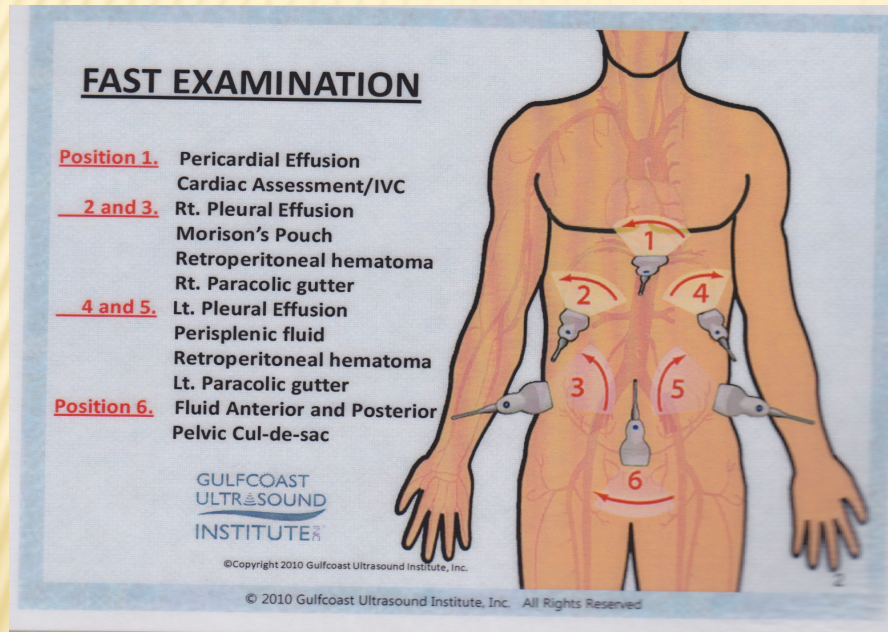 FAST EXAMINATION
Position 1. Pericardial Effusion
Cardiac Assessment/IVC
2 and 3. Rt. Pleural Effusion
Morison's Pouch
Retroperitoneal hematoma
Rt. Paracolic gutter
4 and 5. Lt. Pleural Effusion
Perisplenic fluid
Retroperitoneal hematoma
Lt. Paracolic gutter
Position 6. Fluid Anterior and Posterior
Pelvic Cul-de-sac
1
2
4
3
5
6
GULFCOAST
ULTRASOUND
INSTITUTE
©Copyright 2010 Gulfcoast Ultrasound Institute, Inc.
2
© 2010 Gulfcoast Ultrasound Institute, Inc. All Rights Reserved